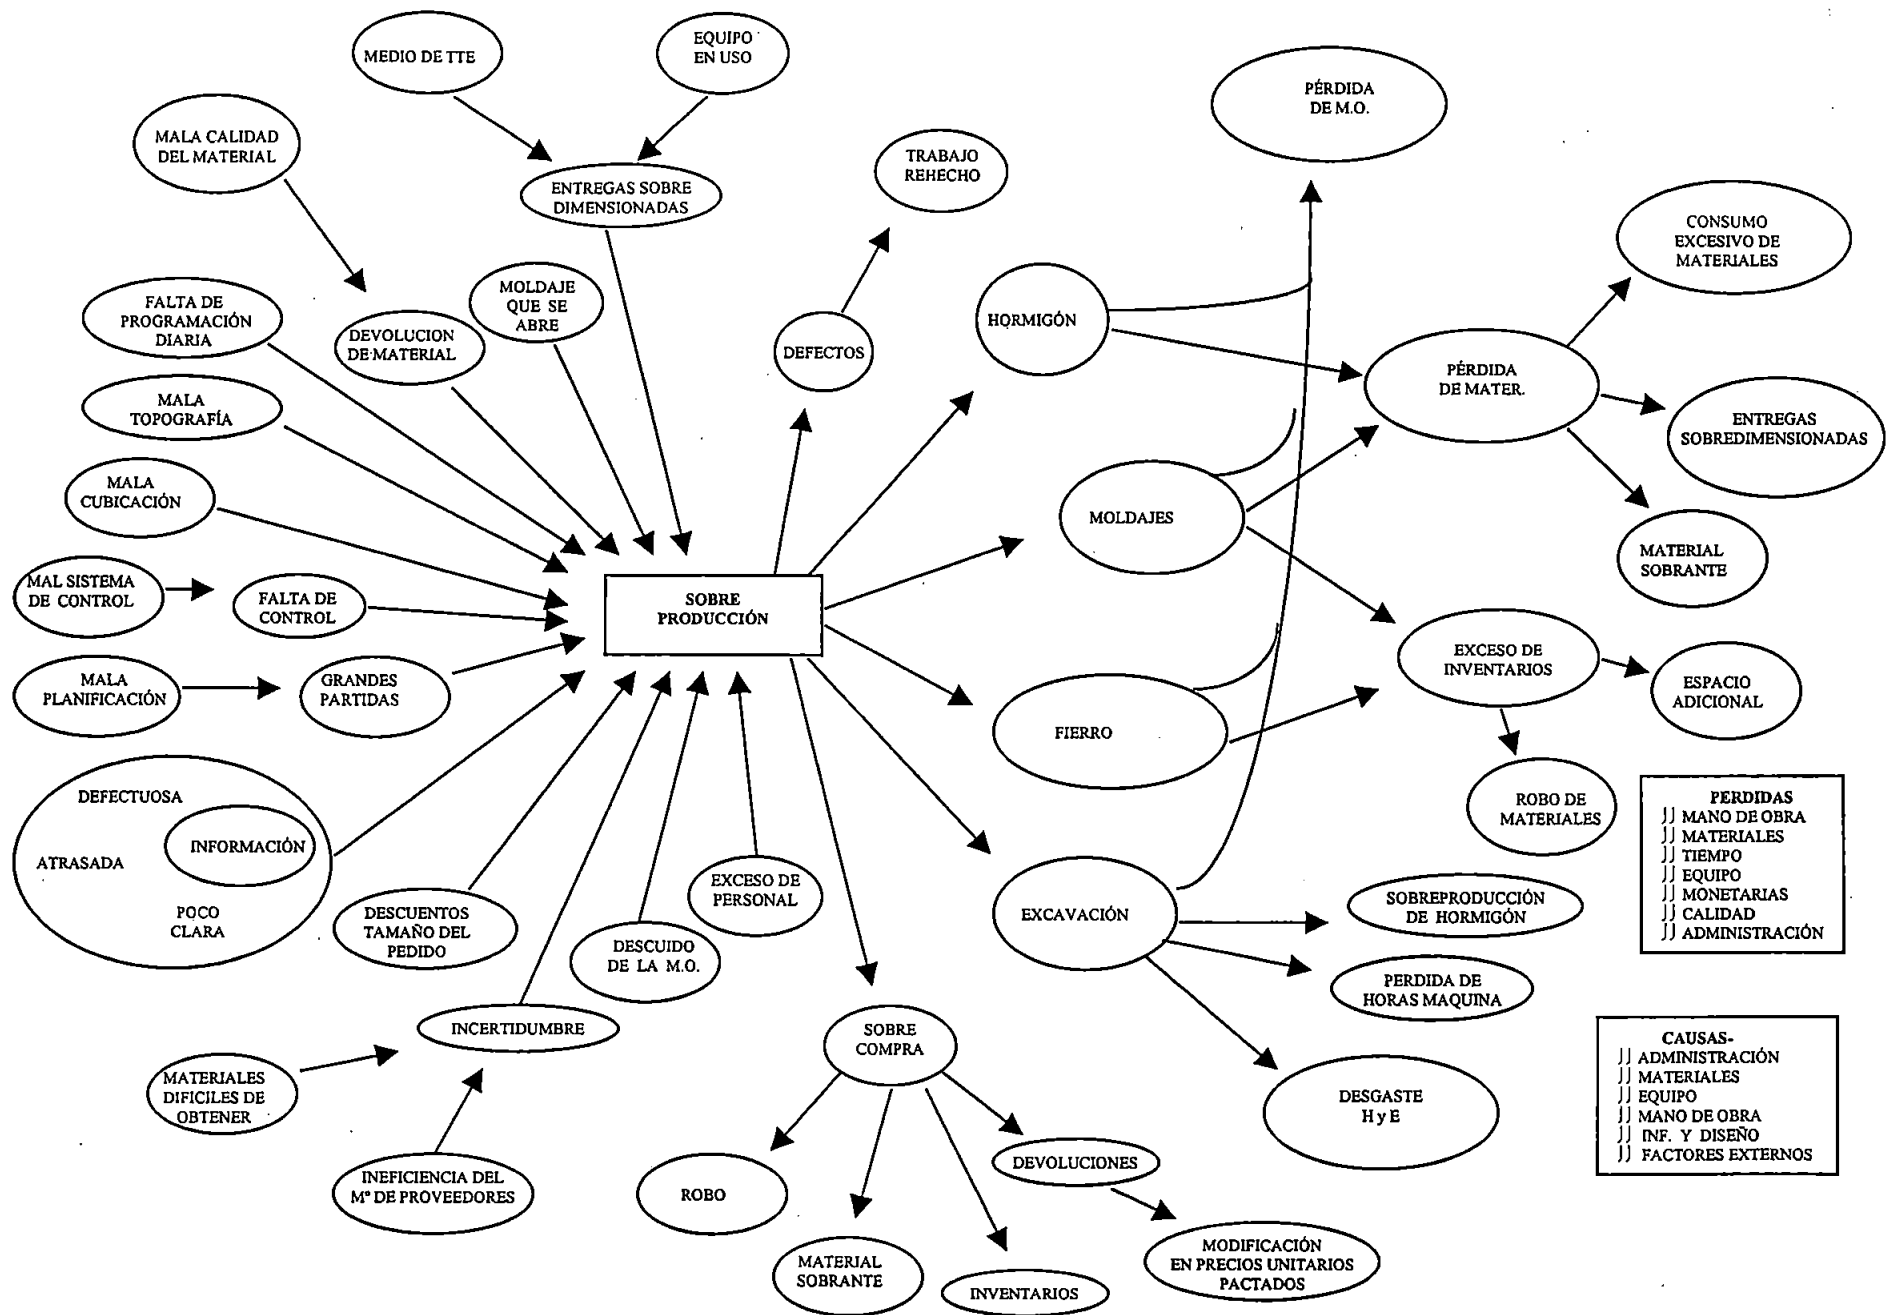 MEDIO DE TTE
EQUIPO
EN USO
PÉRDIDA
DE M.O.
MALA CALIDAD
DEL MATERIAL
TRABAJO
REHECHO
ENTREGAS SOBRE
DIMENSIONADAS
CONSUMO
EXCESIVO DE
MATERIALES
FALTA DE
PROGRAMACIÓN
DIARIA
MOLDAJE
QUE SE
ABRE
DEVOLUCION
DE MATERIAL
DEFECTOS
HORMIGÓN
PÉRDIDA
DE MATER.
MALA
TOPOGRAFÍA
ENTREGAS
SOBREDIMENSIONADAS
MALA
CUBICACIÓN
MOLDAJES
MATERIAL
SOBRANTE
MAL SISTEMA
DE CONTROL
FALTA DE
CONTROL
SOBRE
PRODUCCIÓN
EXCESO DE
INVENTARIOS
MALA
PLANIFICACIÓN
GRANDES
PARTIDAS
ESPACIO
ADICIONAL
FIERRO
DEFECTUOSA
INFORMACIÓN
ATRASADA
POCO
CLARA
ROBO DE
MATERIALES
PERDIDAS
⌡⌡ MANO DE OBRA
⌡⌡ MATERIALES
⌡⌡ TIEMPO
⌡⌡ EQUIPO
⌡⌡ MONETARIAS
⌡⌡ CALIDAD
⌡⌡ ADMINISTRACIÓN
DESCUENTOS
TAMAÑO DEL
PEDIDO
DESCUIDO
DE LA M.O.
EXCESO DE
PERSONAL
EXCAVACIÓN
SOBREPRODUCCIÓN
DE HORMIGÓN
PERDIDA DE
HORAS MAQUINA
INCERTIDUMBRE
SOBRE
COMPRA
MATERIALES
DIFICILES DE
OBTENER
DESGASTE
H y E
CAUSAS-
⌡⌡ ADMINISTRACIÓN
⌡⌡ MATERIALES
⌡⌡ EQUIPO
⌡⌡ MANO DE OBRA
⌡⌡ INF. Y DISEÑO
⌡⌡ FACTORES EXTERNOS
INEFICIENCIA DEL
Mº DE PROVEEDORES
ROBO
DEVOLUCIONES
MATERIAL
SOBRANTE
INVENTARIOS
MODIFICACIÓN
EN PRECIOS UNITARIOS
PACTADOS